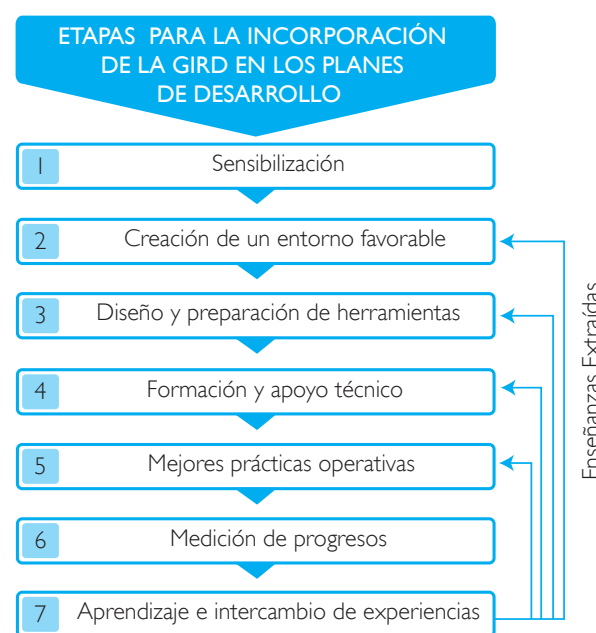 ETAPAS PARA LA INCORPORACIÓN
DE LA GIRD EN LOS PLANES
DE DESARROLLO
1 Sensibilización
2 Creación de un entorno favorable
3 Diseño y preparación de herramientas
4 Formación y apoyo técnico
5 Mejores prácticas operativas
6 Medición de progresos
7 Aprendizaje e intercambio de experiencias
Enseñanzas Extraídas